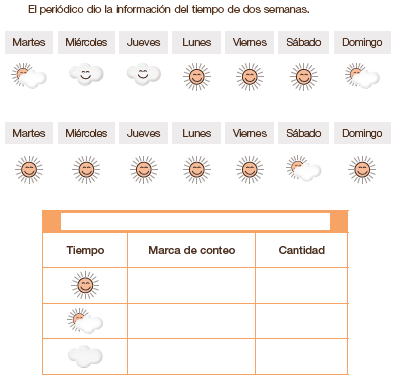 El periódico dio la información del tiempo de dos semanas.
Martes Miércoles Jueves Lunes Viernes Sábado Domingo
Martes Miércoles Jueves Lunes Viernes Sábado Domingo
Tiempo Marca de conteo Cantidad